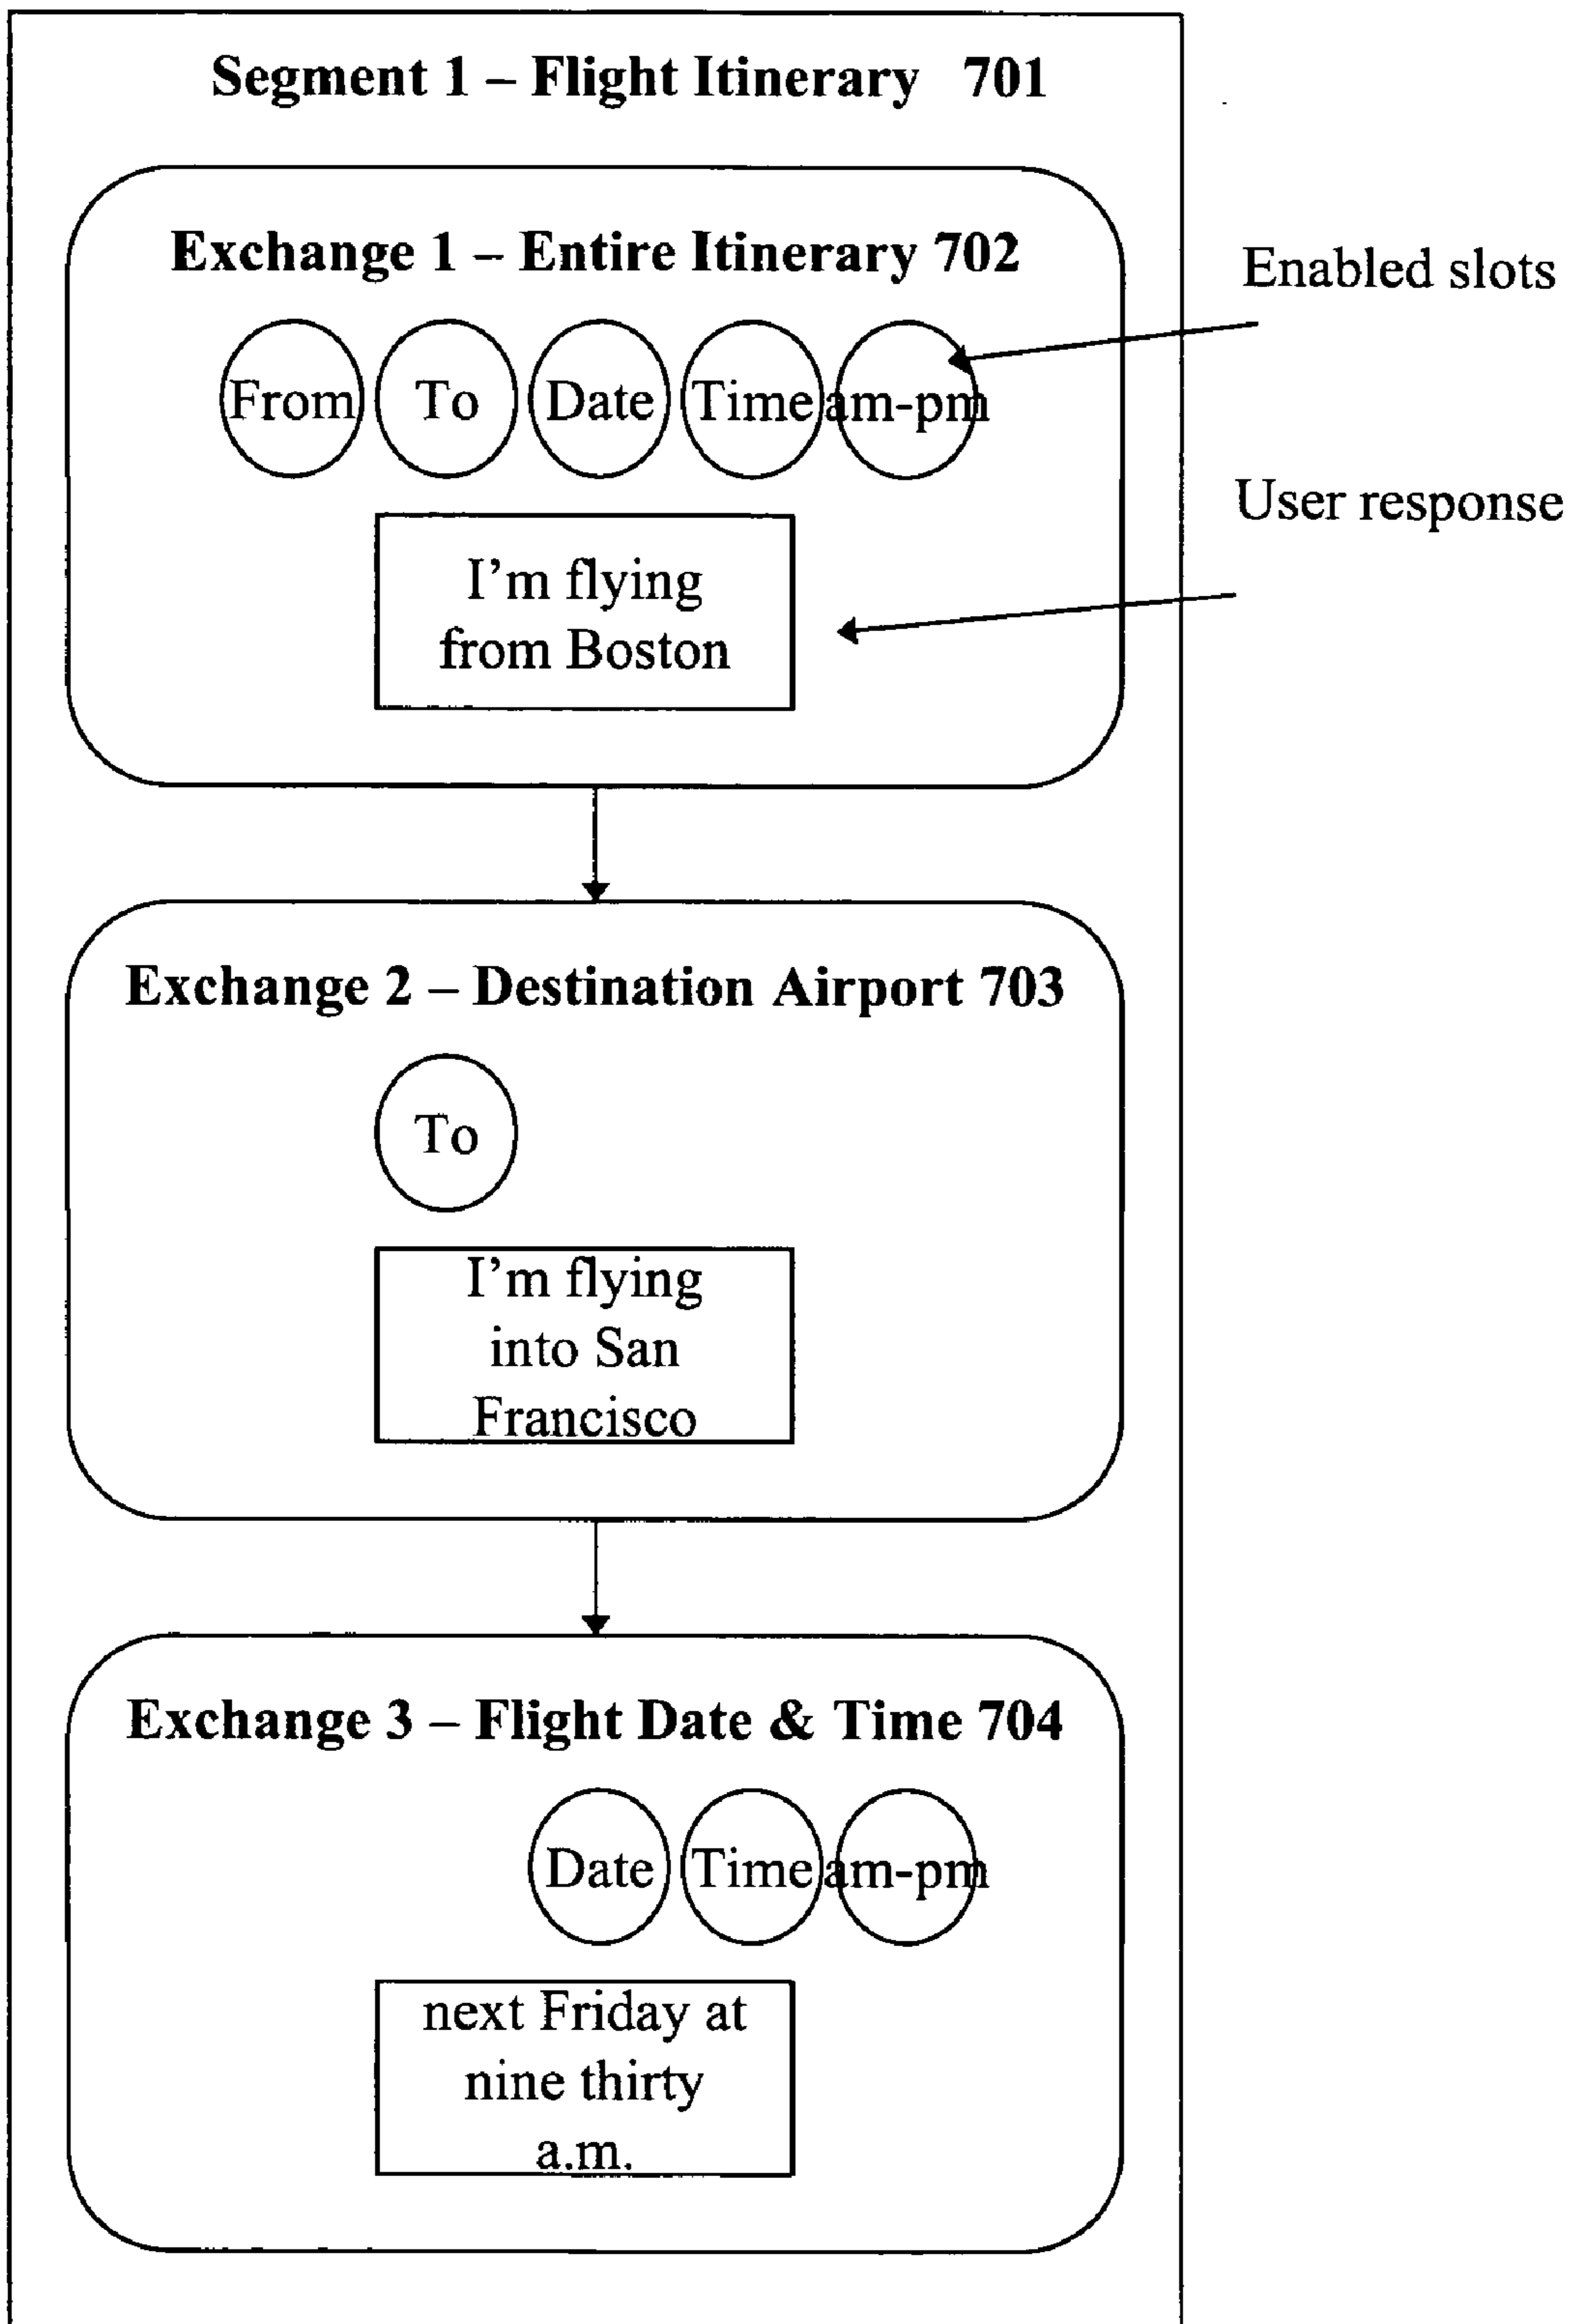 Segment 1 – Flight Itinerary 701
Exchange 1 – Entire Itinerary 702
Enabled slots
From To Date Time am-pm
User response
I'm flying
from Boston
Exchange 2 – Destination Airport 703
To
I'm flying
into San
Francisco
Exchange 3 – Flight Date & Time 704
Date Time am-pm
next Friday at
nine thirty
a.m.